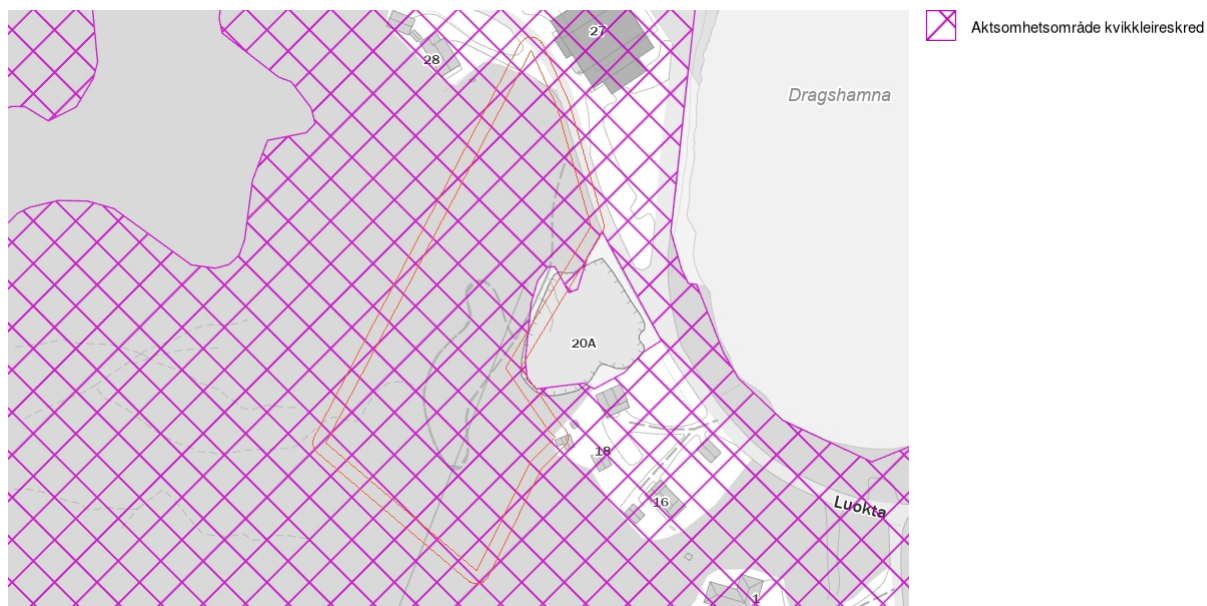 27
Aktsomhetsområde kvikkleireskred
28
Dragshamna
20A
18
16
Luokta
1